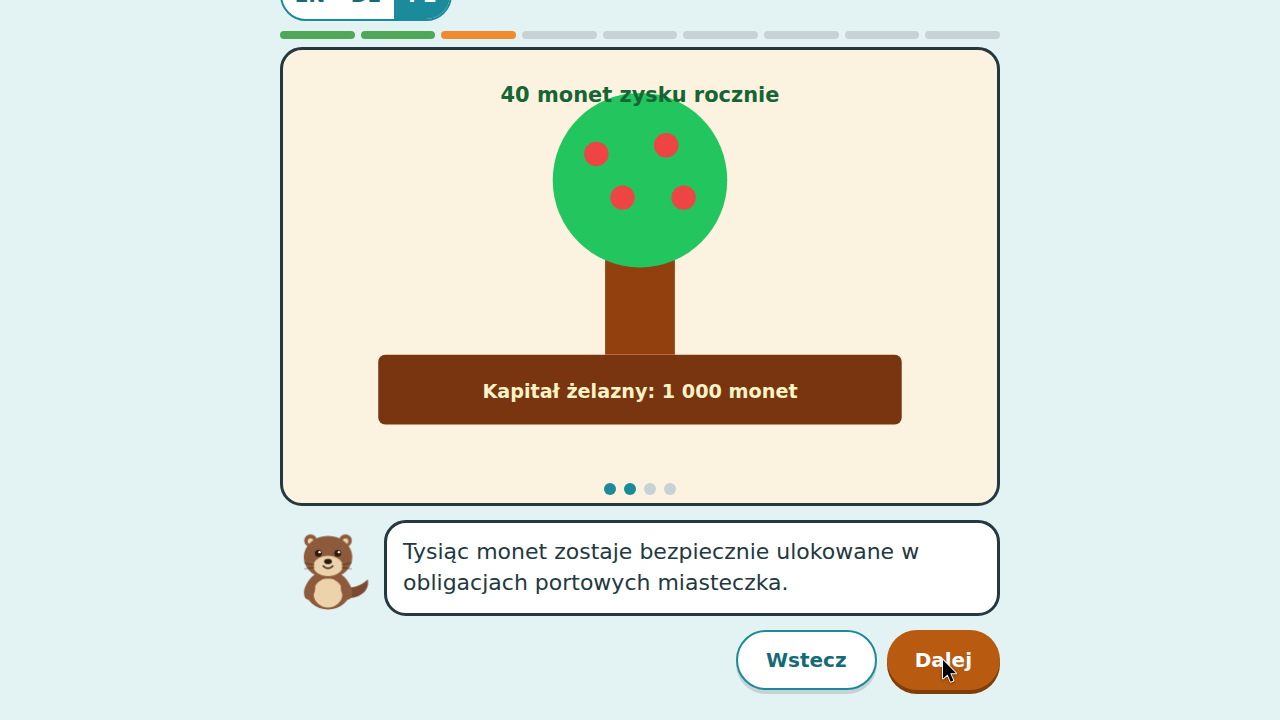 40 monet zysku rocznie
Kapitał żelazny: 1 000 monet
Tysiąc monet zostaje bezpiecznie ulokowane w
obligacjach portowych miasteczka.
Wstecz
Dalej